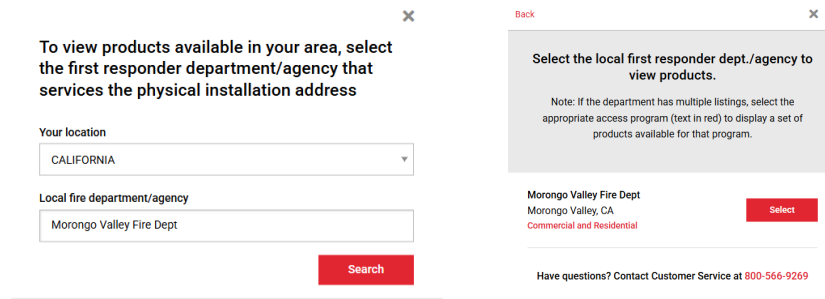 To view products available in your area, select
the first responder department/agency that
services the physical installation address
Your location
CALIFORNIA
Local fire department/agency
Morongo Valley Fire Dept
Search
Back
Select the local first responder dept./agency to
view products.
Note: If the department has multiple listings, select the
appropriate access program (text in red) to display a set of
products available for that program.
Morongo Valley Fire Dept
Morongo Valley, CA
Commercial and Residential
Select
Have questions? Contact Customer Service at 800-566-9269